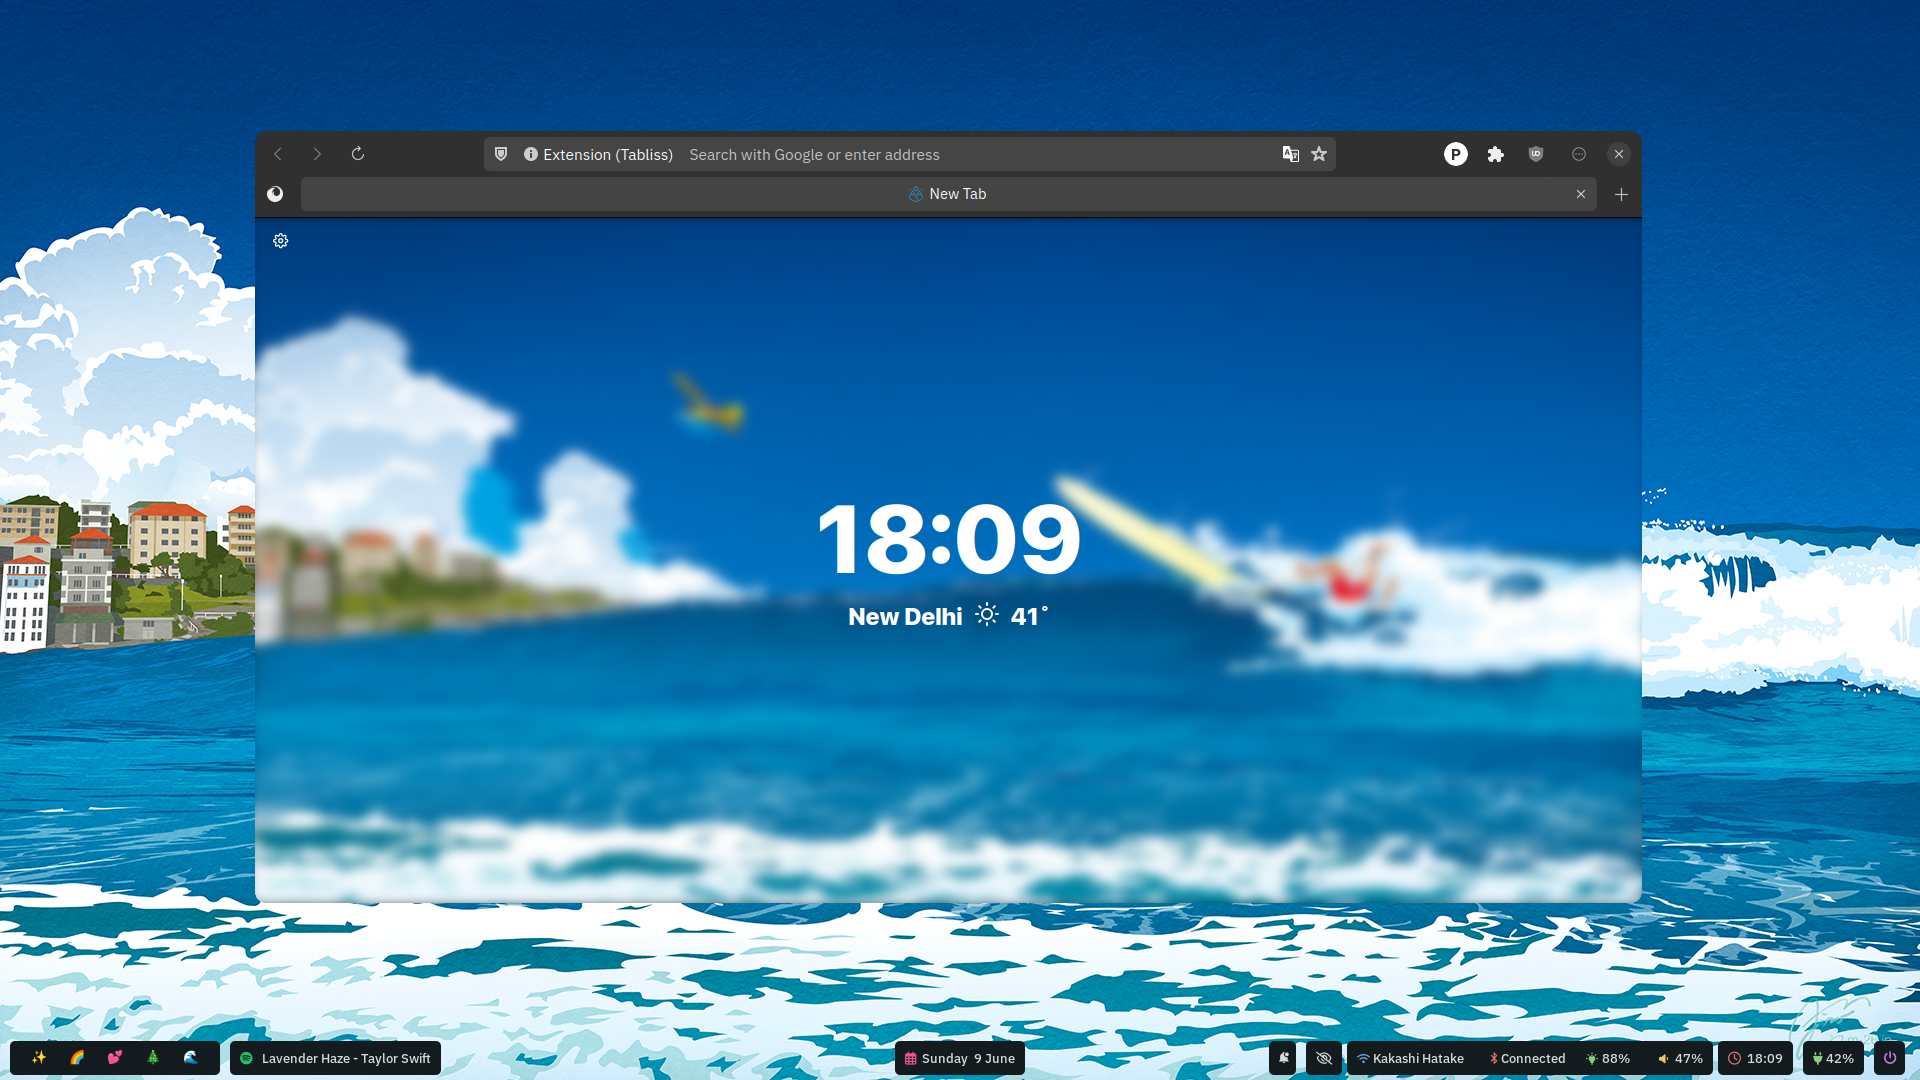 Extension (Tabliss) Search with Google or enter address
P
UO
New Tab
18:09
New Delhi 41°
Lavender Haze - Taylor Swift
Sunday 9 June
Kakashi Hatake
Connected
88%
47%
18:09
42%